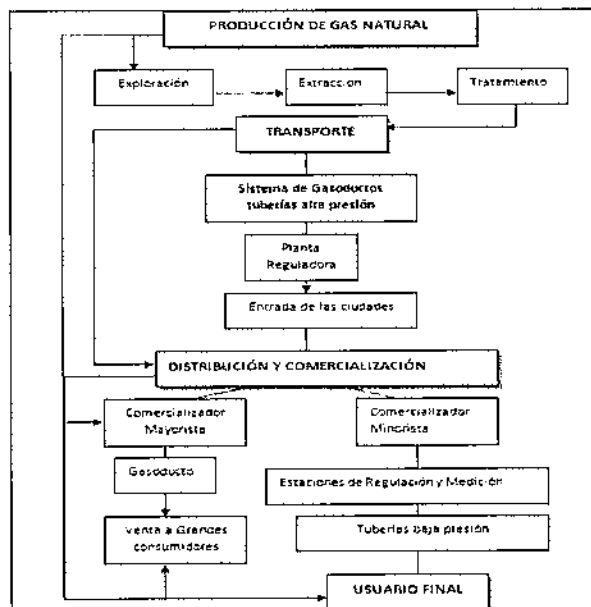 PRODUCCIÓN DE GAS NATURAL
Exploración
Extraccion
Tratamiento
TRANSPORTE
Sistema de Gasoductos
tuberías alta presión
Planta
Reguladora
Entrada de las ciudades
DISTRIBUCIÓN Y COMERCIALIZACIÓN
Comercializador
Mayorista
Comercializador
Minorista
Gasoducto
Estaciones de Regulación y Medición
Venta a Grandes
consumidores
Tuberías baja presión
USUARIO FINAL